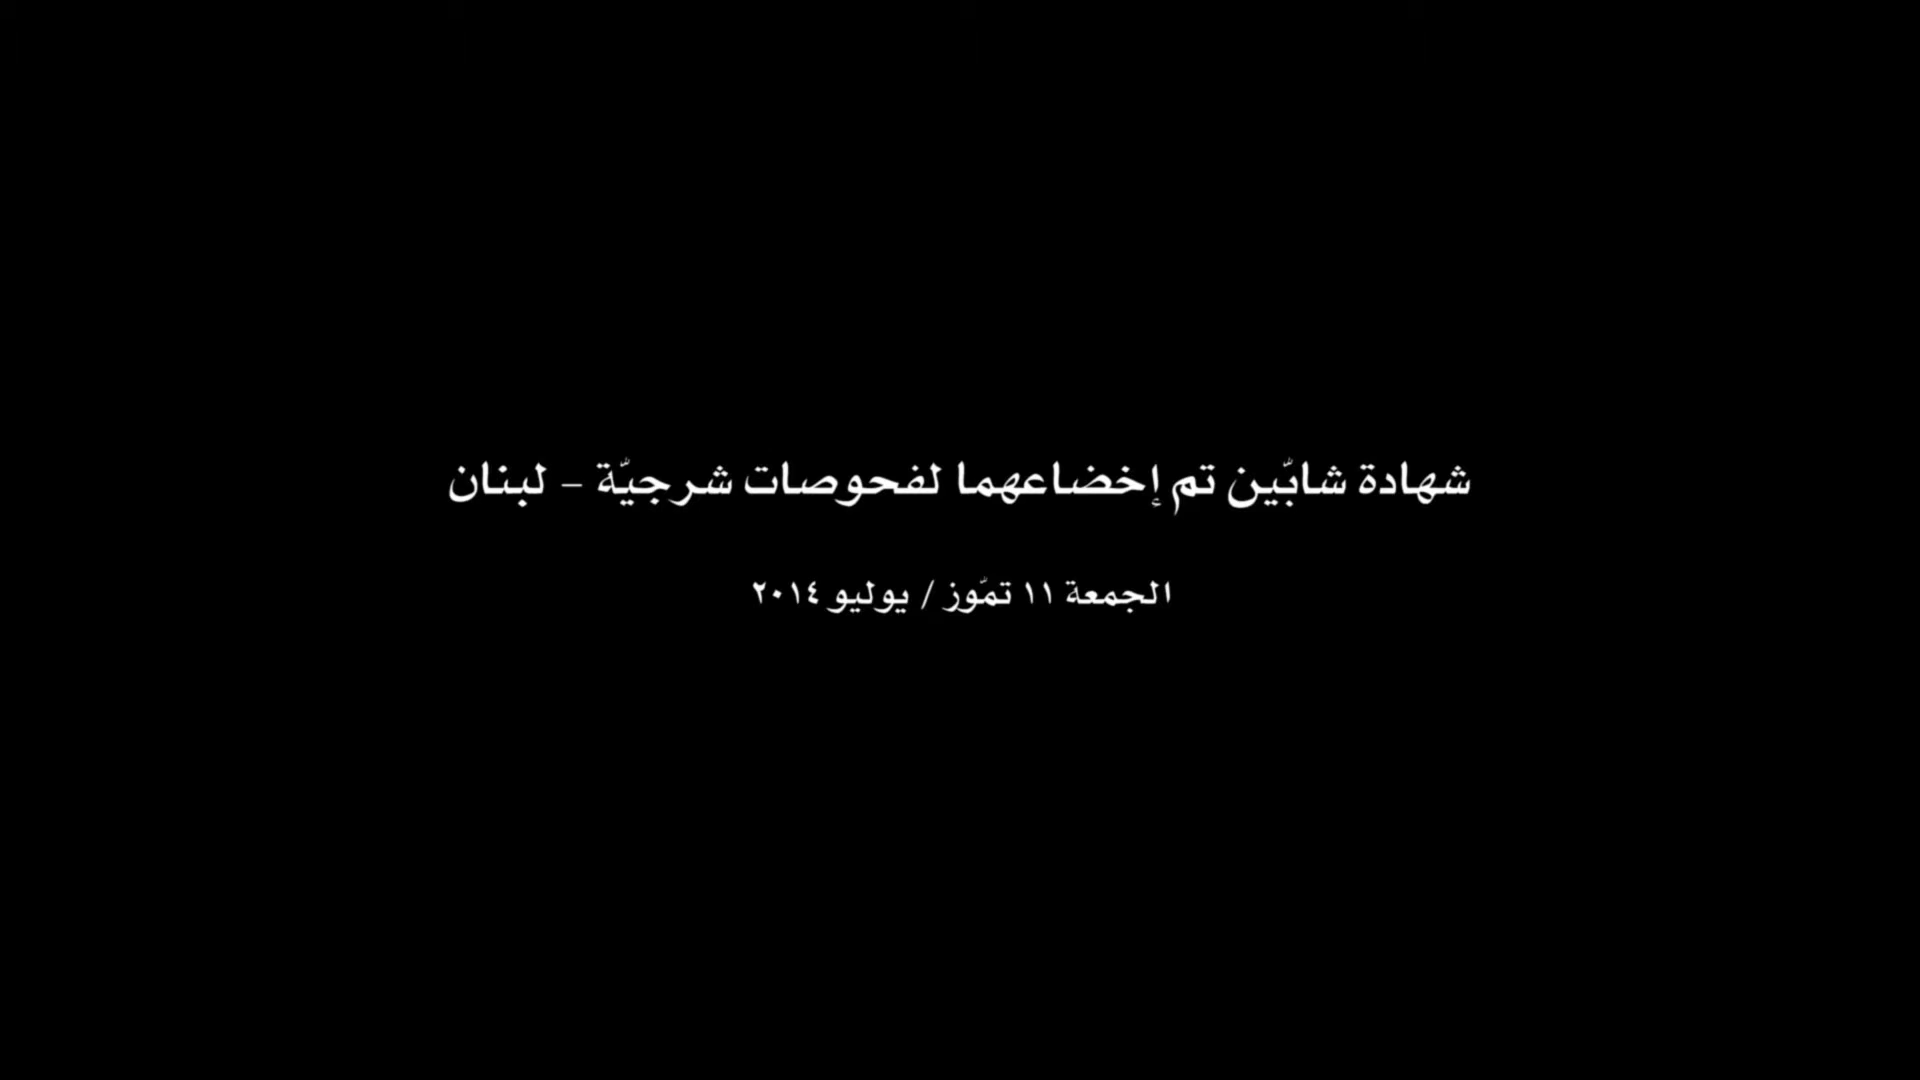 شهادة شابّين تم إخضاعهما لفحوصات شرجيّة – لبنان
الجمعة ١١ تمّوز / يوليو ٢٠١٤